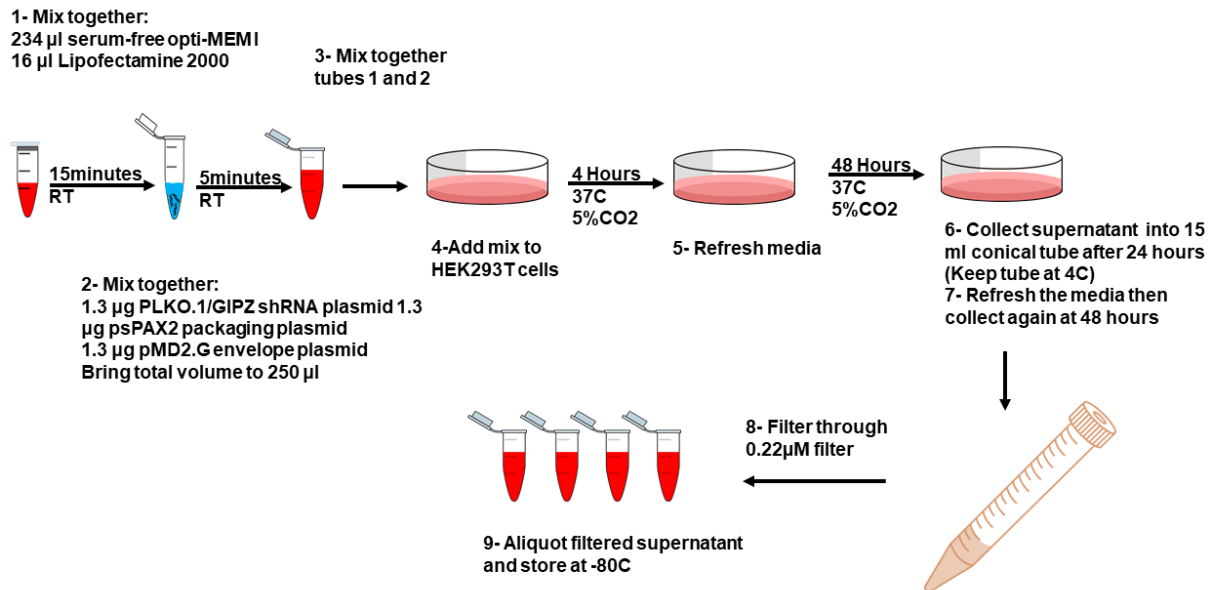 1- Mix together:
234 µl serum-free opti-MEM I
16 µl Lipofectamine 2000
3- Mix together
tubes 1 and 2
15minutes
RT
5minutes
RT
4 Hours
37C
5%CO2
48 Hours
37C
5%CO2
4-Add mix to
HEK293T cells
5- Refresh media
6- Collect supernatant into 15
ml conical tube after 24 hours
(Keep tube at 4C)
7- Refresh the media then
collect again at 48 hours
2- Mix together:
1.3 µg PLKO.1/GIPZ shRNA plasmid 1.3
µg psPAX2 packaging plasmid
1.3 µg pMD2.G envelope plasmid
Bring total volume to 250 µl
8- Filter through
0.22µM filter
9- Aliquot filtered supernatant
and store at -80C